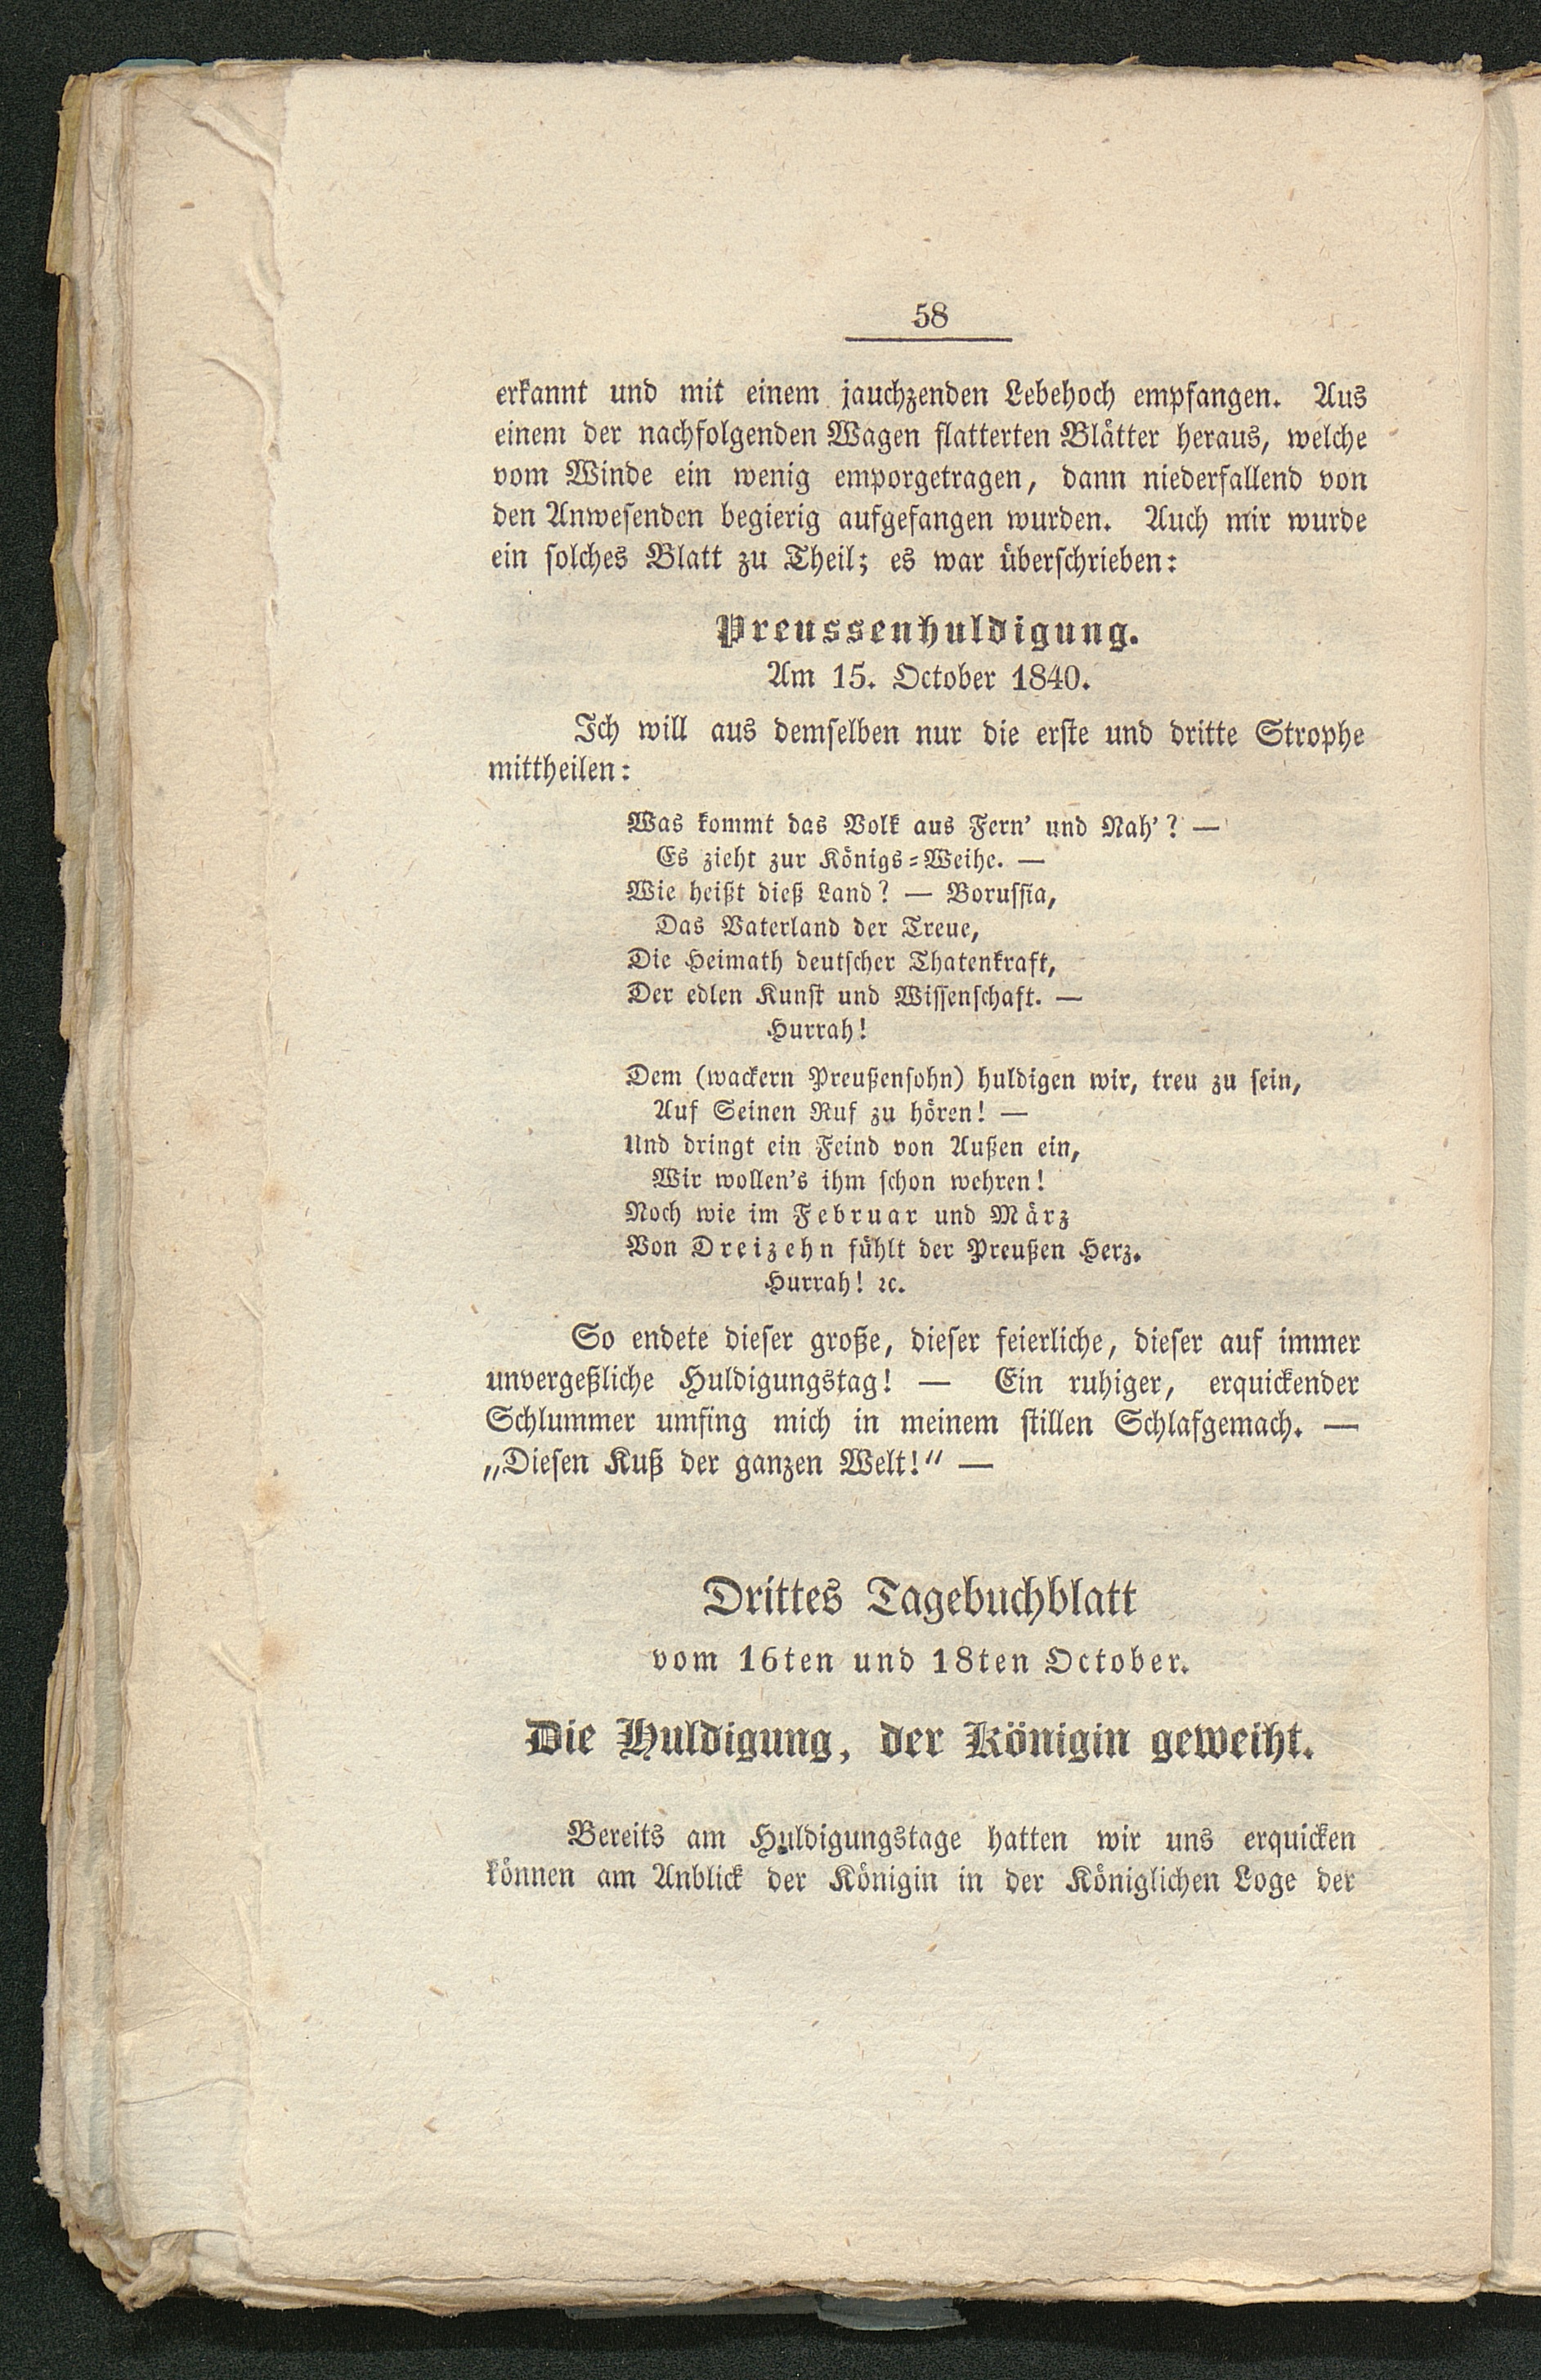 58
erkannt und mit einem jauchzenden Lebehoch empfangen. Aus
einem der nachfolgenden Wagen flatterten Blätter heraus, welche
vom Winde ein wenig emporgetragen, dann niederfallend von
den Anwesenden begierig aufgefangen wurden. Auch mir wurde
ein solches Blatt zu Theil; es war überschrieben:
Preussenhuldigung.
Am 15. October 1840.
Ich will aus demselben nur die erste und dritte Strophe
mittheilen:
Was kommt das Volk aus Fern' und Nah'? —
Es zieht zur Königs-Weihe. —
Wie heißt dieß Land? — Borussia,
Das Vaterland der Treue,
Die Heimath deutscher Thatenkraft,
Der edlen Kunst und Wissenschaft. —
Hurrah!
Dem (wackern Preußensohn) huldigen wir, treu zu sein,
Auf Seinen Ruf zu hören! —
Und dringt ein Feind von Außen ein,
Wir wollen's ihm schon wehren!
Noch wie im Februar und März
Von Dreizehn fühlt der Preußen Herz.
Hurrah! ꝛc.
So endete dieser große, dieser feierliche, dieser auf immer
unvergeßliche Huldigungstag! — Ein ruhiger, erquickender
Schlummer umfing mich in meinem stillen Schlafgemach. —
„Diesen Kuß der ganzen Welt!“ —
Drittes Tagebuchblatt
vom 16ten und 18ten October.
Die Huldigung, der Königin geweiht.
Bereits am Huldigungstage hatten wir uns erquicken
können am Anblick der Königin in der Königlichen Loge der